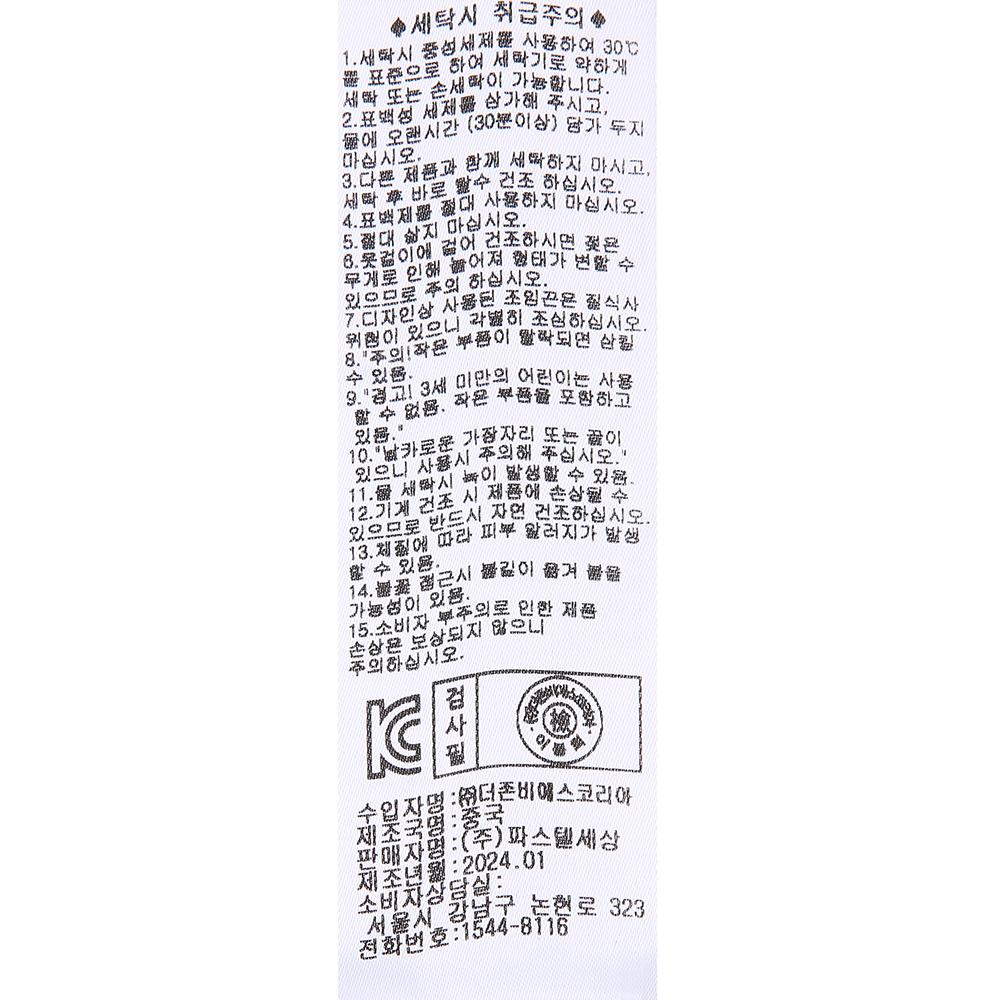 ♠세탁시 취급주의♠
1.세탁시 중성세제를 사용하여 30℃
를 표준으로 하여 세탁기로 약하게
세탁 또는 손세탁이 가능합니다.
2.표백성 세제를 삼가해 주시고,
물에 오랜시간 (30분이상) 담가 두지
마십시오.
3.다른 제품과 함께 세탁하지 마시고,
세탁 후 바로 탈수 건조 하십시오.
4.표백제를 절대 사용하지 마십시오.
5.절대 삶지 마십시오.
6.옷걸이에 걸어 건조하시면 젖은
무게로 인해 늘어져 형태가 변할 수
있으므로 주의 하십시오.
7.디자인상 사용된 조임끈은 질식사
위험이 있으니 각별히 조심하십시오.
8."주의!작은 부품이 탈락되면 삼킬
수 있음.
9."경고! 3세 미만의 어린이는 사용
할 수 없음. 작은 부품을 포함하고
있음."
10."날카로운 가장자리 또는 끝이
있으니 사용시 주의해 주십시오."
11.물 세탁시 녹이 발생할 수 있음.
12.기계 건조 시 제품에 손상될 수
있으므로 반드시 자연 건조하십시오.
13.체질에 따라 피부 알러지가 발생
할 수 있음.
14.불꽃 접근시 불길이 옮겨 붙을
가능성이 있음.
15.소비자 부주의로 인한 제품
손상은 보상되지 않으니
주의하십시오.
KC
검사필
㈜더존비에스코리아
檢
수입자명:㈜더존비에스코리아
제조국명:중국
판매자명:(주)파스텔세상
제조년월:2024.01
소비자상담실:
서울시 강남구 논현로 323
전화번호:1544-8116